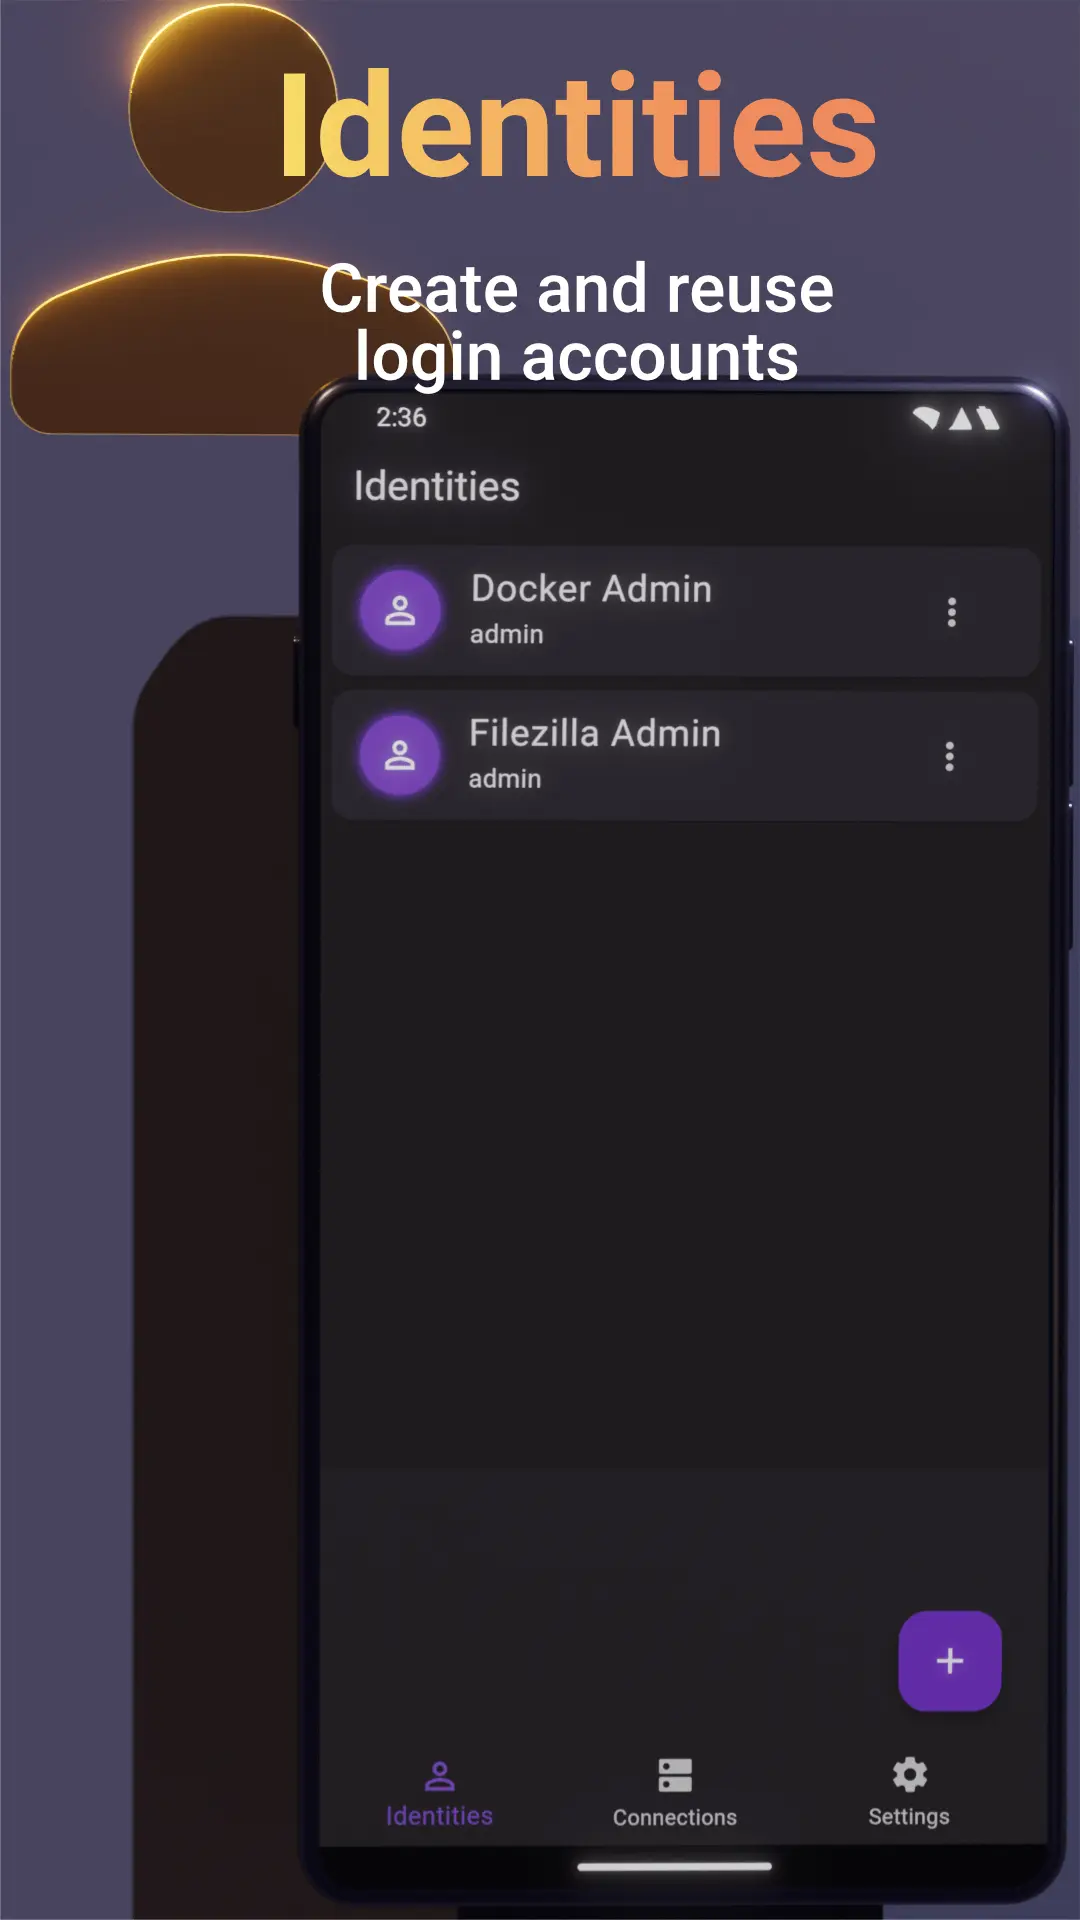 Identities
Create and reuse
login accounts
2:36
Identities
Docker Admin
admin
Filezilla Admin
admin
Identities
Connections
Settings